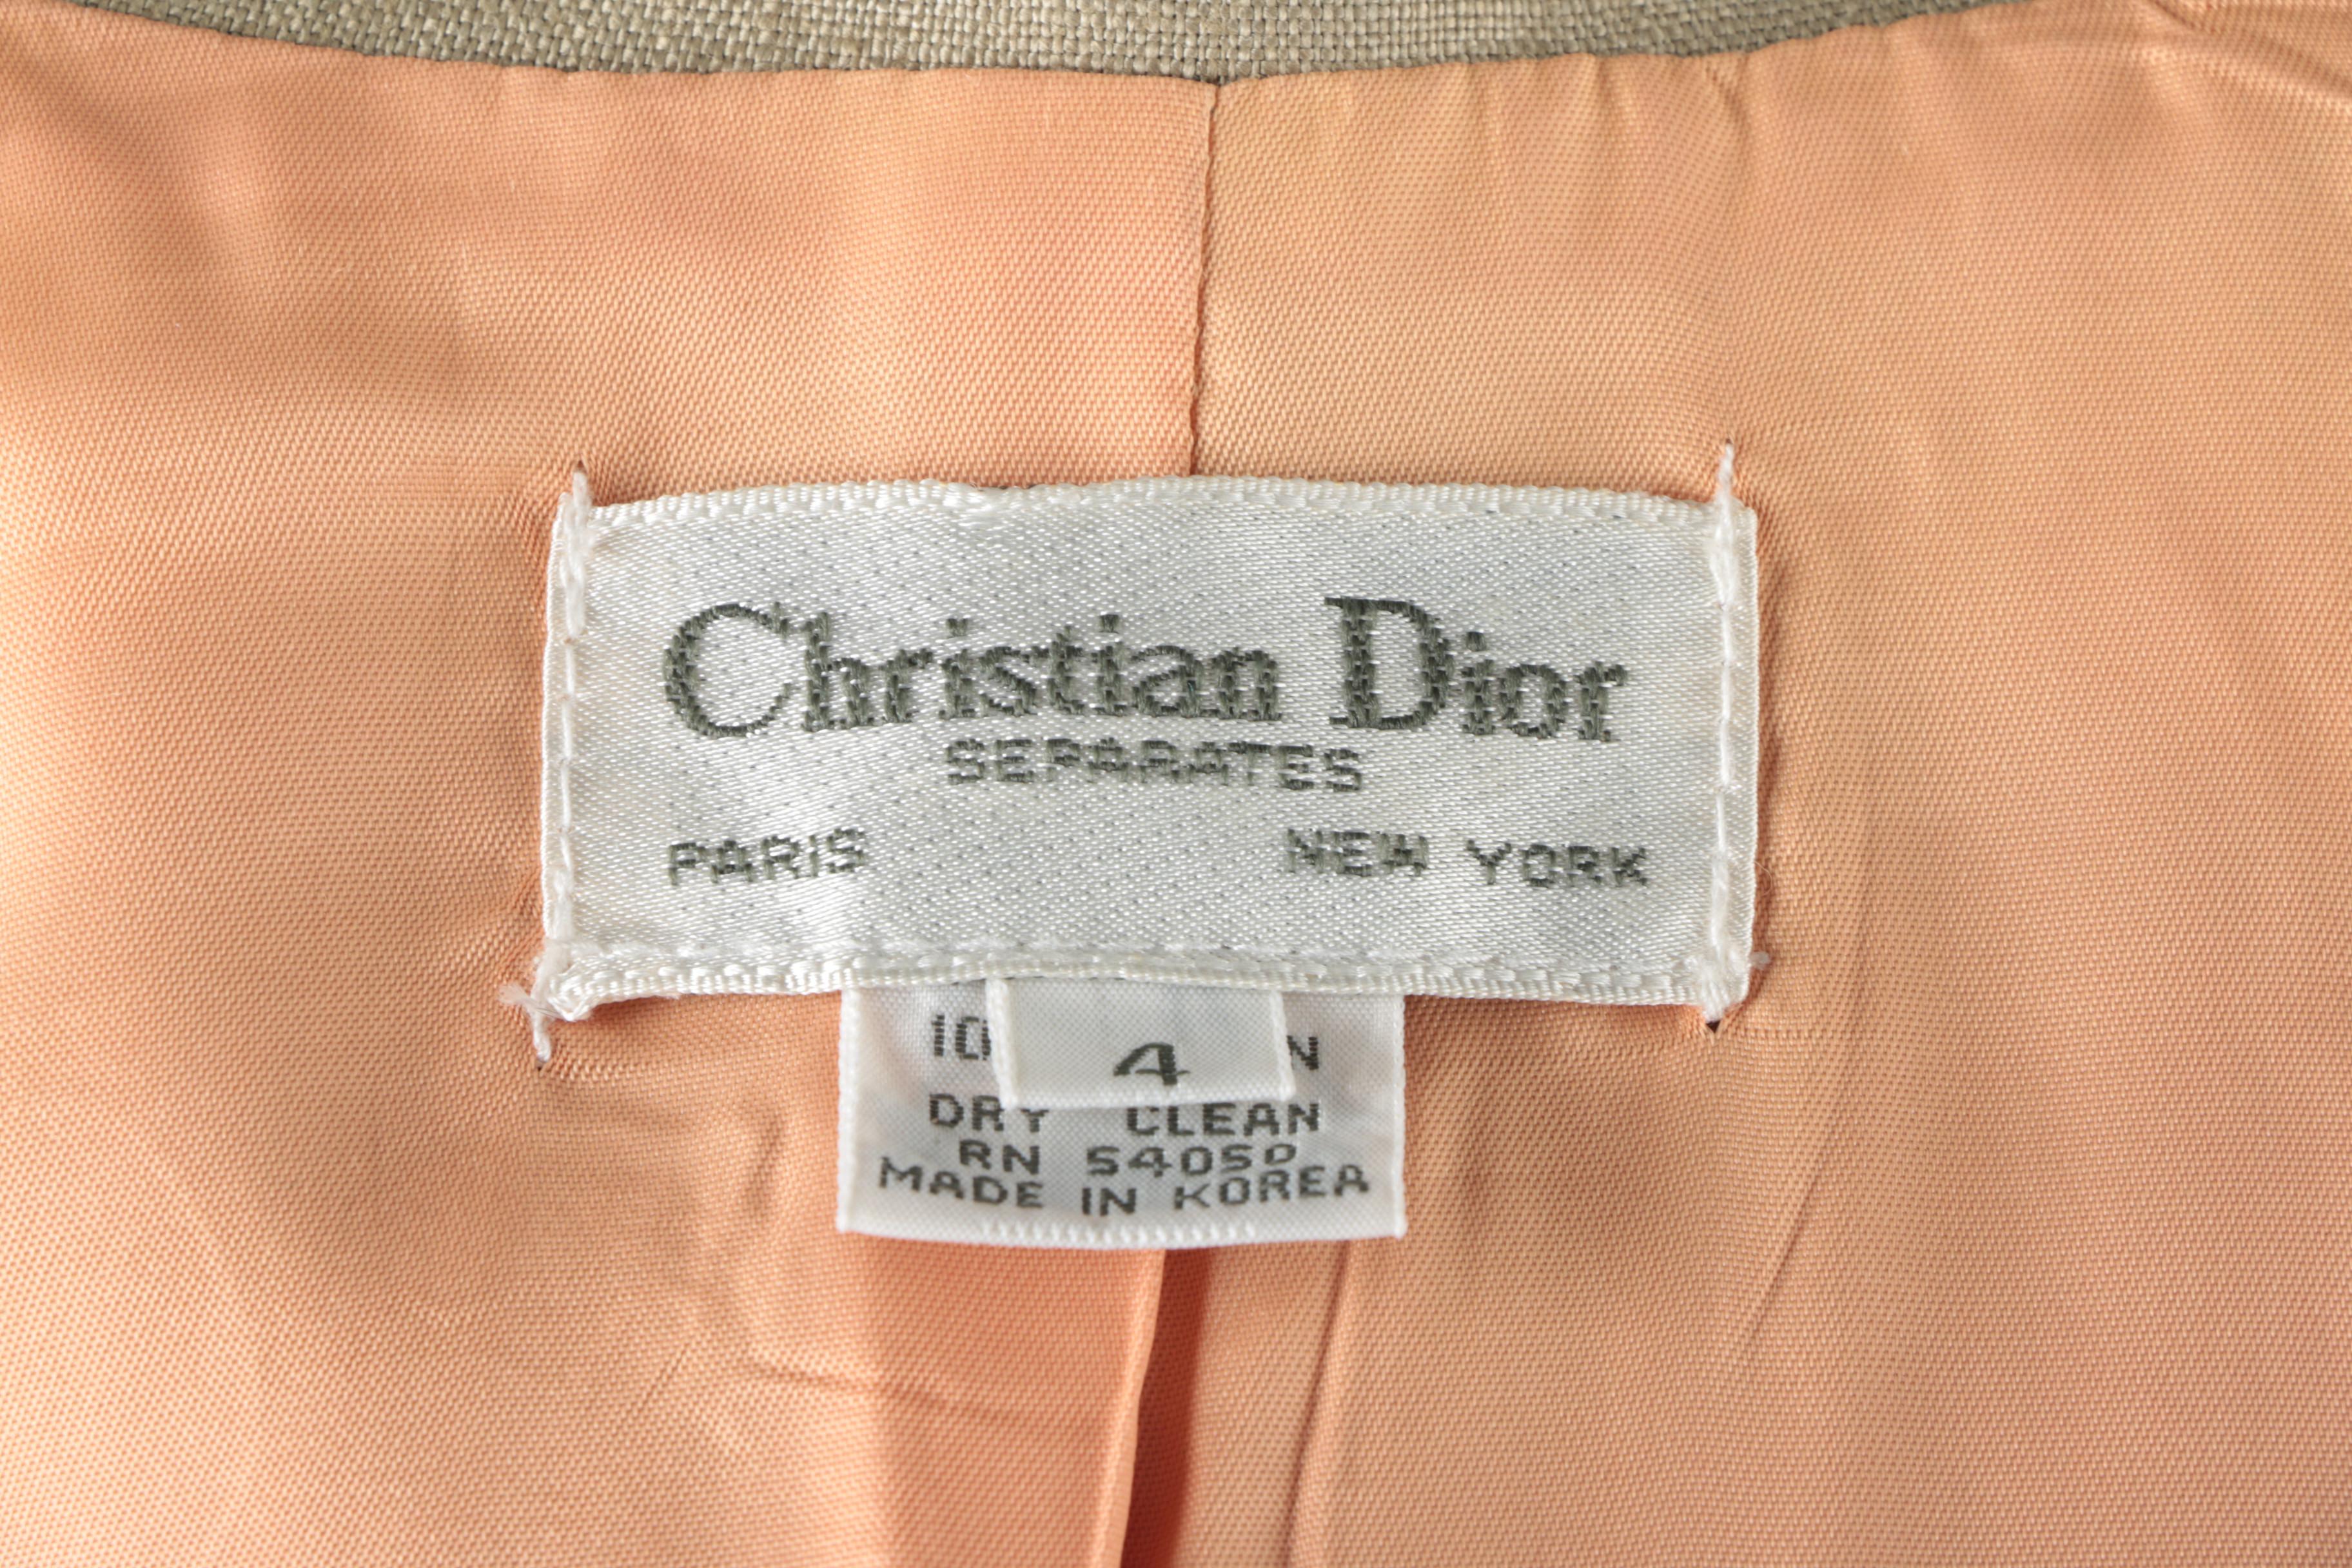 Christian Dior
SEPARATES
PARIS NEW YORK
4
DRY CLEAN
RN 54050
MADE IN KOREA